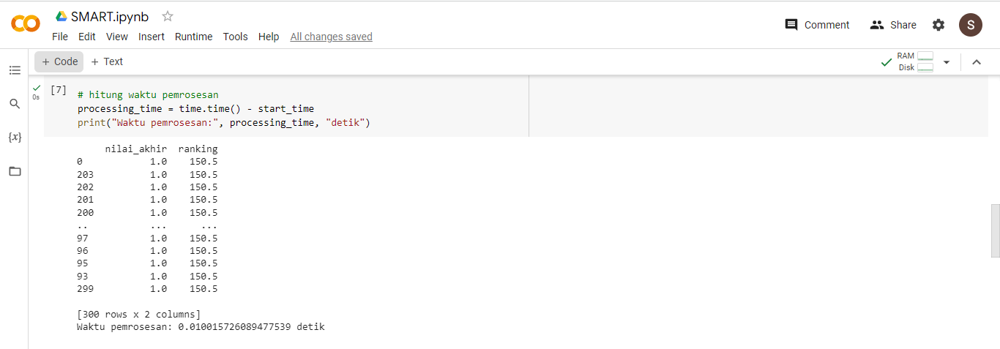 SMART.ipynb
File Edit View Insert Runtime Tools Help All changes saved
Comment Share S
+ Code + Text
RAM
Disk
{x}
0s
[7]
# hitung waktu pemrosesan
processing_time = time.time() - start_time
print("Waktu pemrosesan:", processing_time, "detik")
nilai_akhir ranking
0 1.0 150.5
203 1.0 150.5
202 1.0 150.5
201 1.0 150.5
200 1.0 150.5
.. ... ...
97 1.0 150.5
96 1.0 150.5
95 1.0 150.5
93 1.0 150.5
299 1.0 150.5
[300 rows x 2 columns]
Waktu pemrosesan: 0.010015726089477539 detik